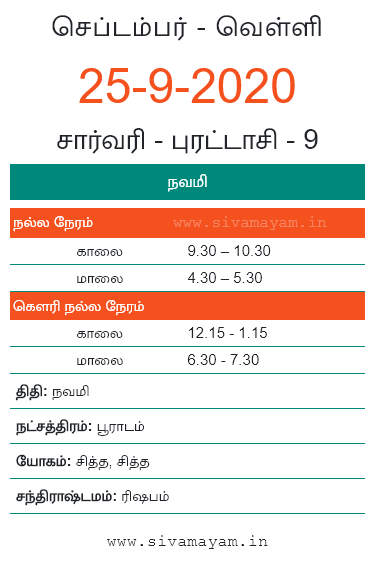 செப்டம்பர் - வெள்ளி
25-9-2020
சார்வரி - புரட்டாசி - 9
நவமி
நல்ல நேரம் www.sivamayam.in
காலை 9.30 – 10.30
மாலை 4.30 – 5.30
கௌரி நல்ல நேரம்
காலை 12.15 - 1.15
மாலை 6.30 - 7.30
திதி: நவமி
நட்சத்திரம்: பூராடம்
யோகம்: சித்த, சித்த
சந்திராஷ்டமம்: ரிஷபம்
www.sivamayam.in